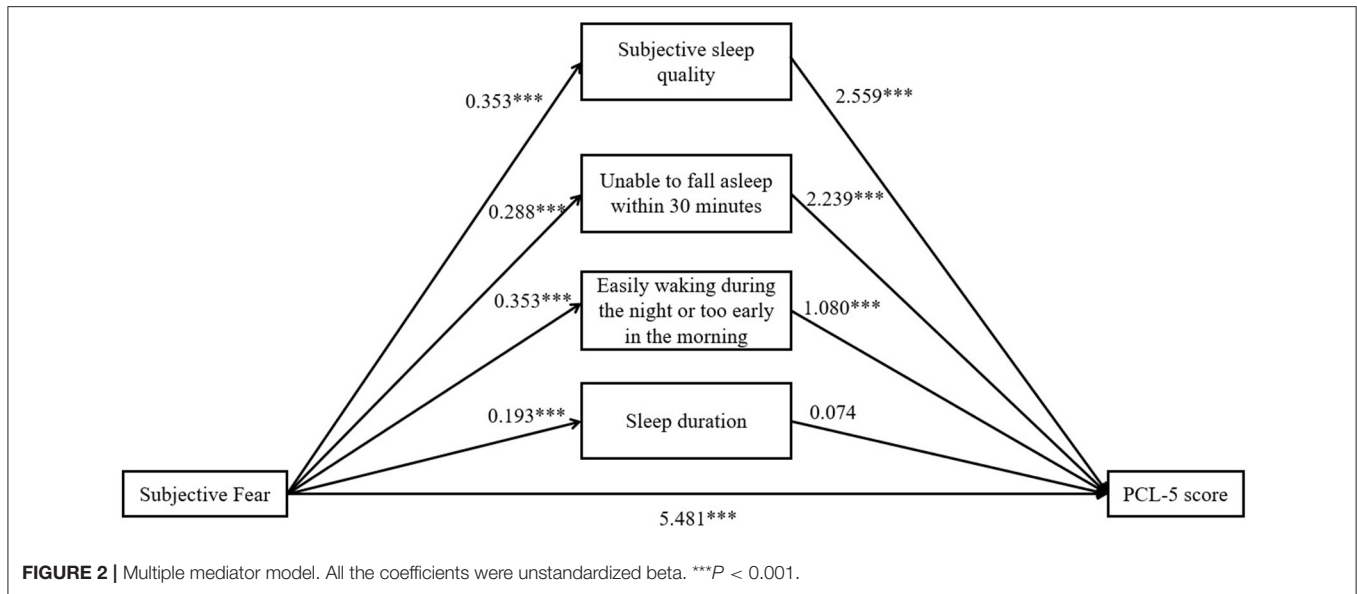 Subjective sleep
quality
0.353***
2.559***
Unable to fall asleep
within 30 minutes
0.288***
2.239***
Easily waking during
the night or too early
in the morning
0.353***
1.080***
Sleep duration
0.193***
0.074
Subjective Fear
PCL-5 score
5.481***
FIGURE 2 | Multiple mediator model. All the coefficients were unstandardized beta. ***P < 0.001.